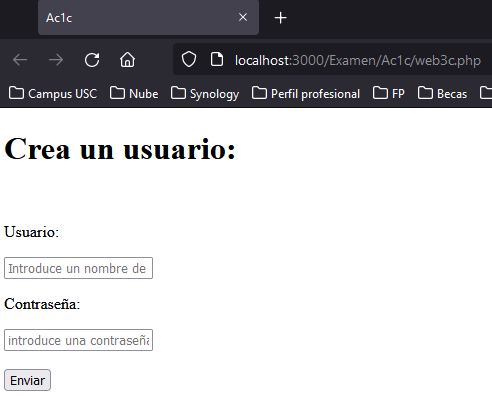 Ac1c
localhost:3000/Examen/Ac1c/web3c.php
Campus USC Nube Synology Perfil profesional FP Becas
Crea un usuario:
Usuario:
Introduce un nombre de
Contraseña:
introduce una contraseña
Enviar